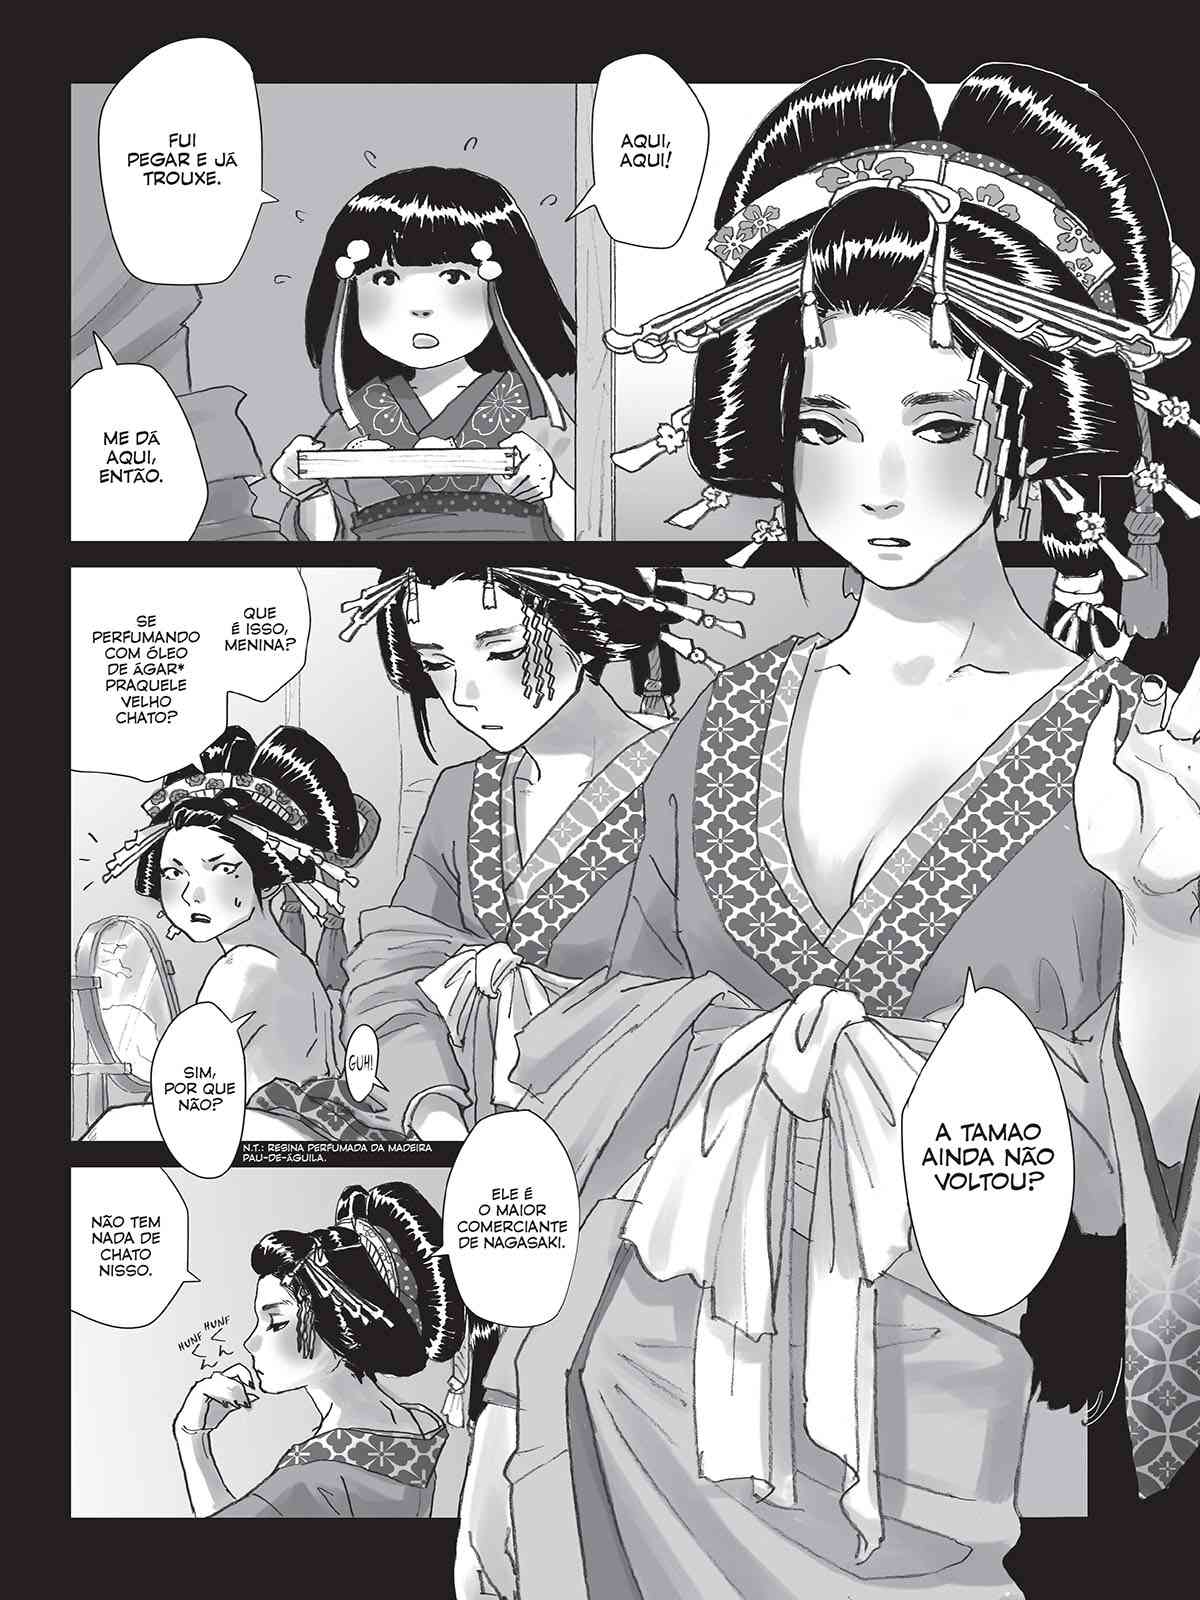 AQUI,
AQUI!
FUI
PEGAR E JÁ
TROUXE.
ME DÁ
AQUI,
ENTÃO.
A TAMAO
AINDA NÃO
VOLTOU?
QUE
É ISSO,
MENINA?
SE
PERFUMANDO
COM ÓLEO
DE ÁGAR*
PRAQUELE
VELHO
CHATO?
GUH!
SIM,
POR QUE
NÃO?
N.T.: RESINA PERFUMADA DA MADEIRA
PAU-DE-ÁGUILA.
ELE É
O MAIOR
COMERCIANTE
DE NAGASAKI.
NÃO TEM
NADA DE
CHATO
NISSO.
HUNF HUNF